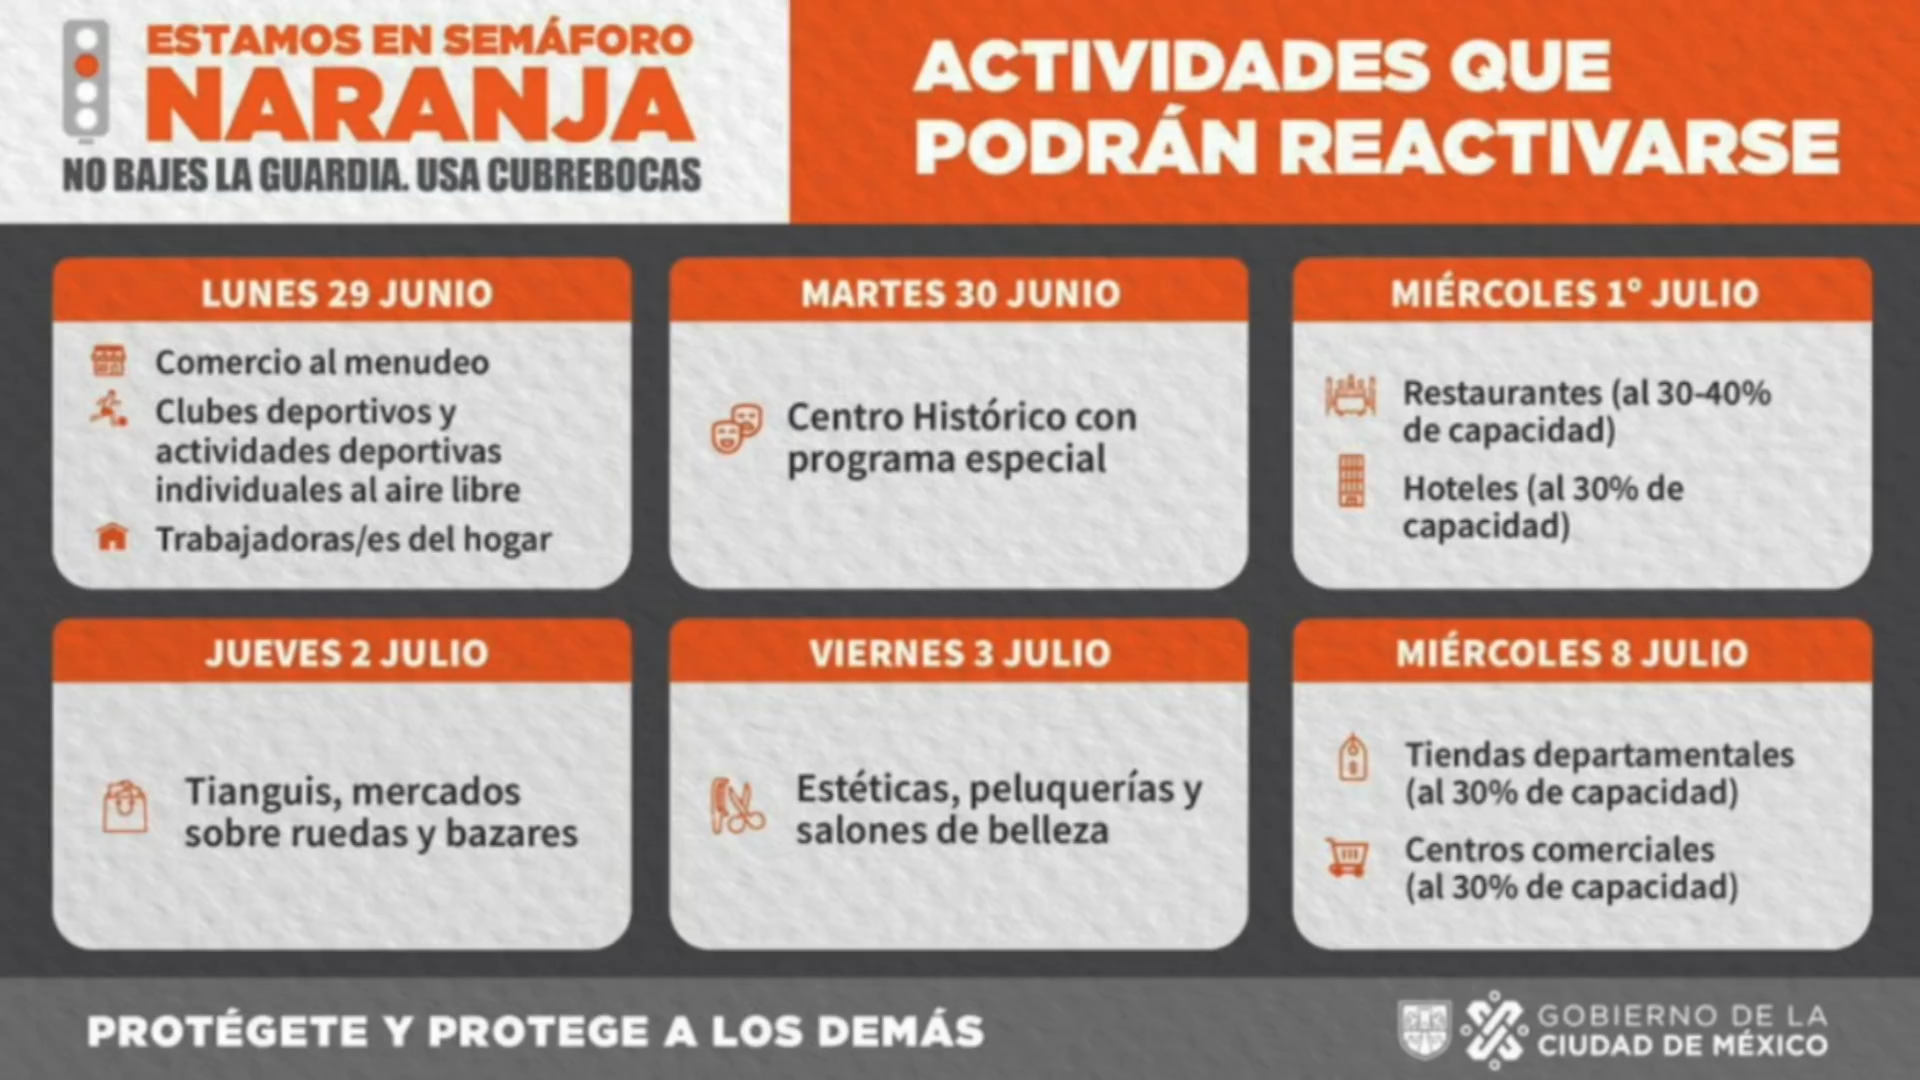 ESTAMOS EN SEMÁFORO
NARANJA
NO BAJES LA GUARDIA. USA CUBREBOCAS
ACTIVIDADES QUE
PODRÁN REACTIVARSE
LUNES 29 JUNIO
Comercio al menudeo
Clubes deportivos y
actividades deportivas
individuales al aire libre
Trabajadoras/es del hogar
MARTES 30 JUNIO
Centro Histórico con
programa especial
MIÉRCOLES 1º JULIO
Restaurantes (al 30-40%
de capacidad)
Hoteles (al 30% de
capacidad)
JUEVES 2 JULIO
Tianguis, mercados
sobre ruedas y bazares
VIERNES 3 JULIO
Estéticas, peluquerías y
salones de belleza
MIÉRCOLES 8 JULIO
Tiendas departamentales
(al 30% de capacidad)
Centros comerciales
(al 30% de capacidad)
PROTÉGETE Y PROTEGE A LOS DEMÁS
GOBIERNO DE LA
CIUDAD DE MÉXICO